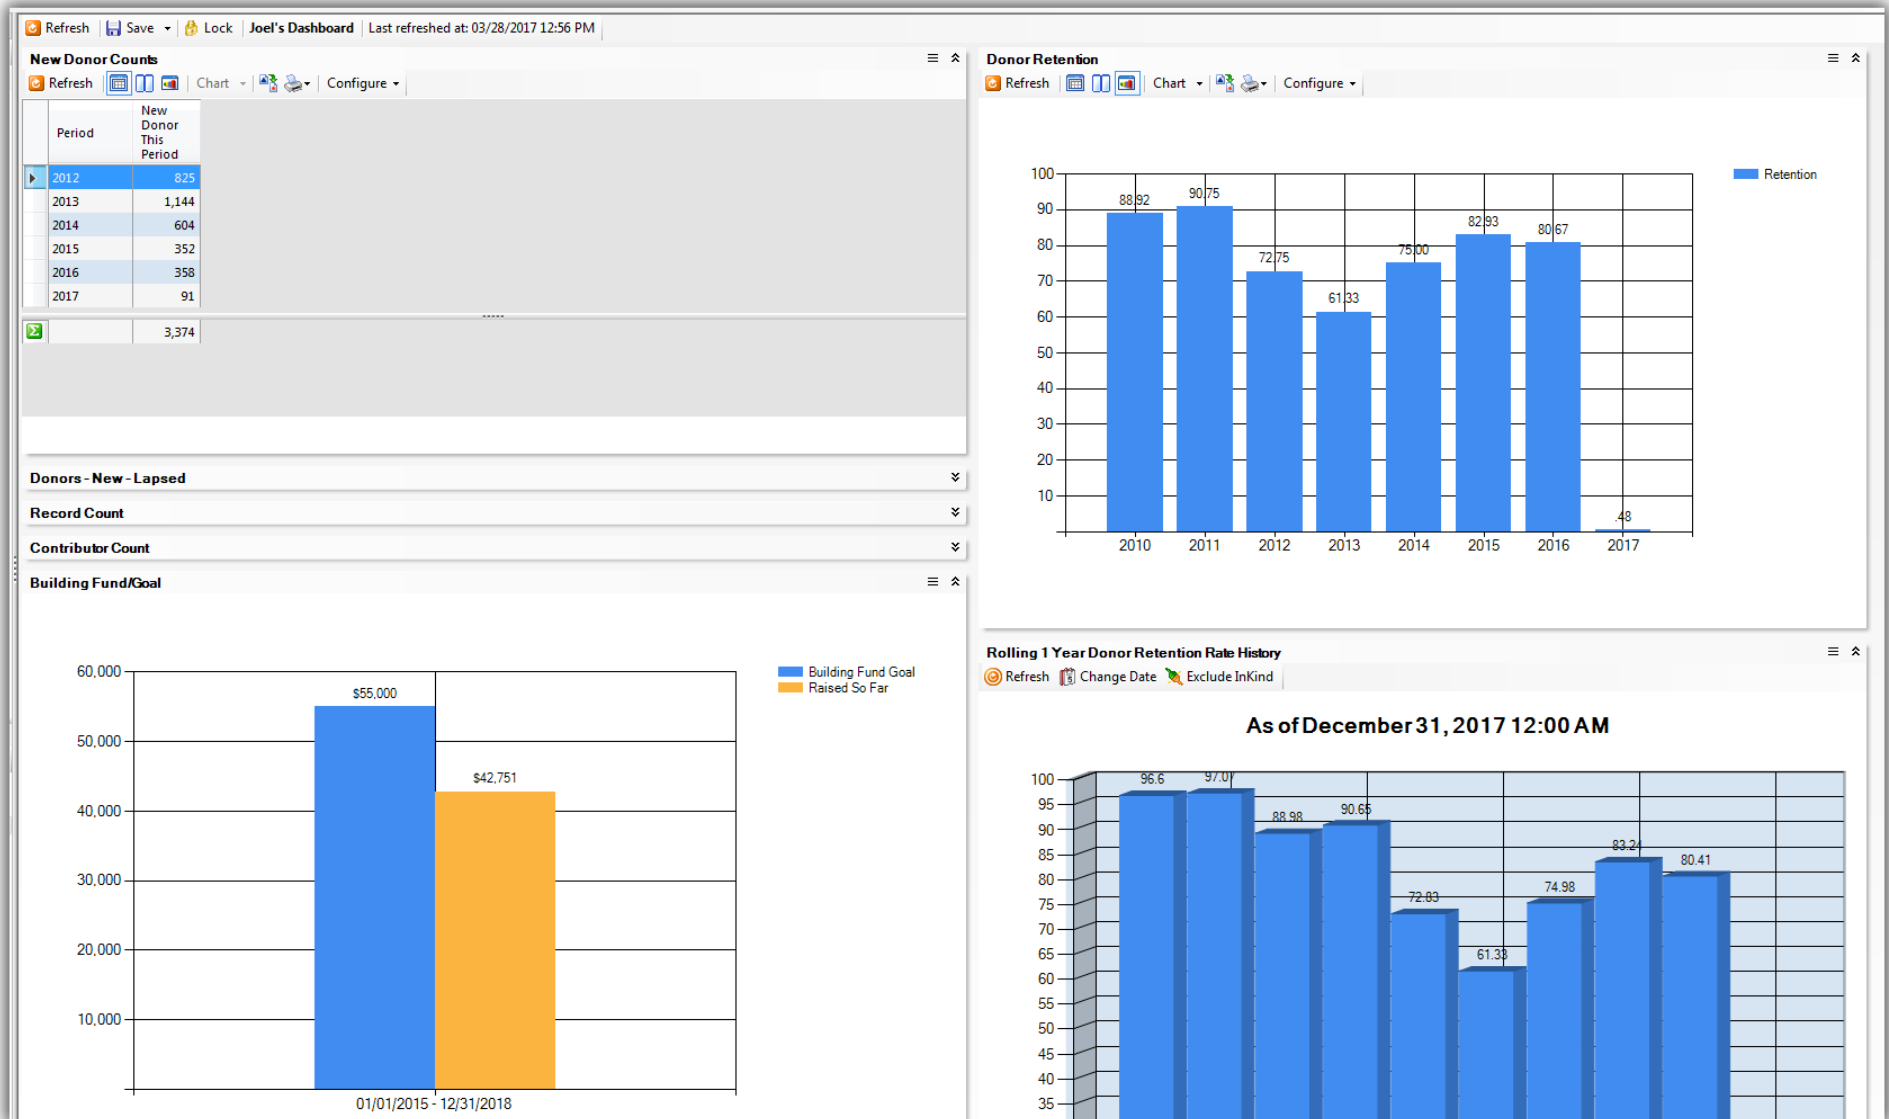 Refresh Save Lock Joel's Dashboard Last refreshed at: 03/28/2017 12:56 PM
New Donor Counts
Refresh Chart Configure
Period
New
Donor
This
Period
2012 825
2013 1,144
2014 604
2015 352
2016 358
2017 91
Σ 3,374
Donors - New - Lapsed
Record Count
Contributor Count
Building Fund/Goal
60,000
50,000
40,000
30,000
20,000
10,000
$55,000
$42,751
01/01/2015 - 12/31/2018
Building Fund Goal
Raised So Far
Donor Retention
Refresh Chart Configure
100
90
80
70
60
50
40
30
20
10
88.92
90.75
72.75
61.33
75.00
82.93
80.67
.48
2010 2011 2012 2013 2014 2015 2016 2017
Retention
Rolling 1 Year Donor Retention Rate History
Refresh 5 Change Date Exclude InKind
As of December 31, 2017 12:00 AM
100
95
90
85
80
75
70
65
60
55
50
45
40
35
96.6
97.07
88.98
90.65
72.83
61.33
74.98
83.24
80.41